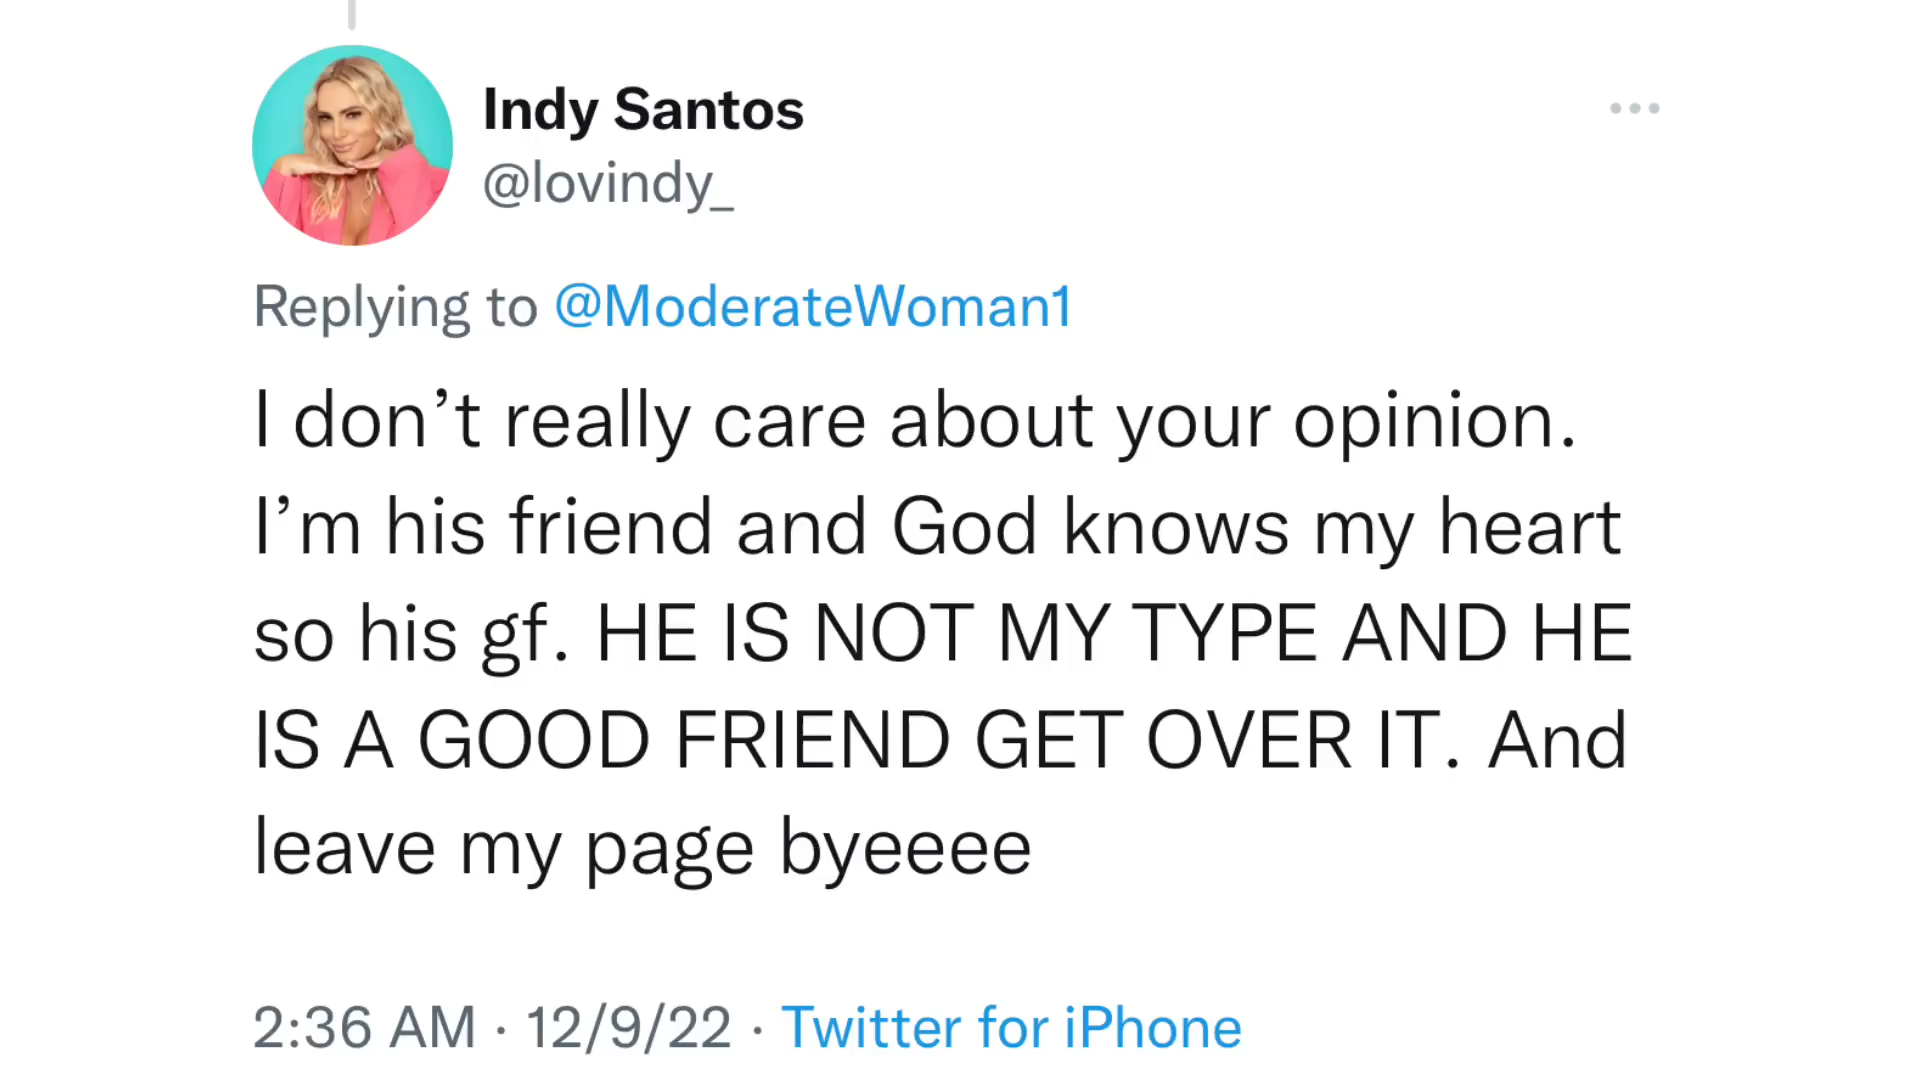 Indy Santos
@lovindy_
Replying to @ModerateWoman1
I don’t really care about your opinion.
I’m his friend and God knows my heart
so his gf. HE IS NOT MY TYPE AND HE
IS A GOOD FRIEND GET OVER IT. And
leave my page byeeee
2:36 AM · 12/9/22 · Twitter for iPhone